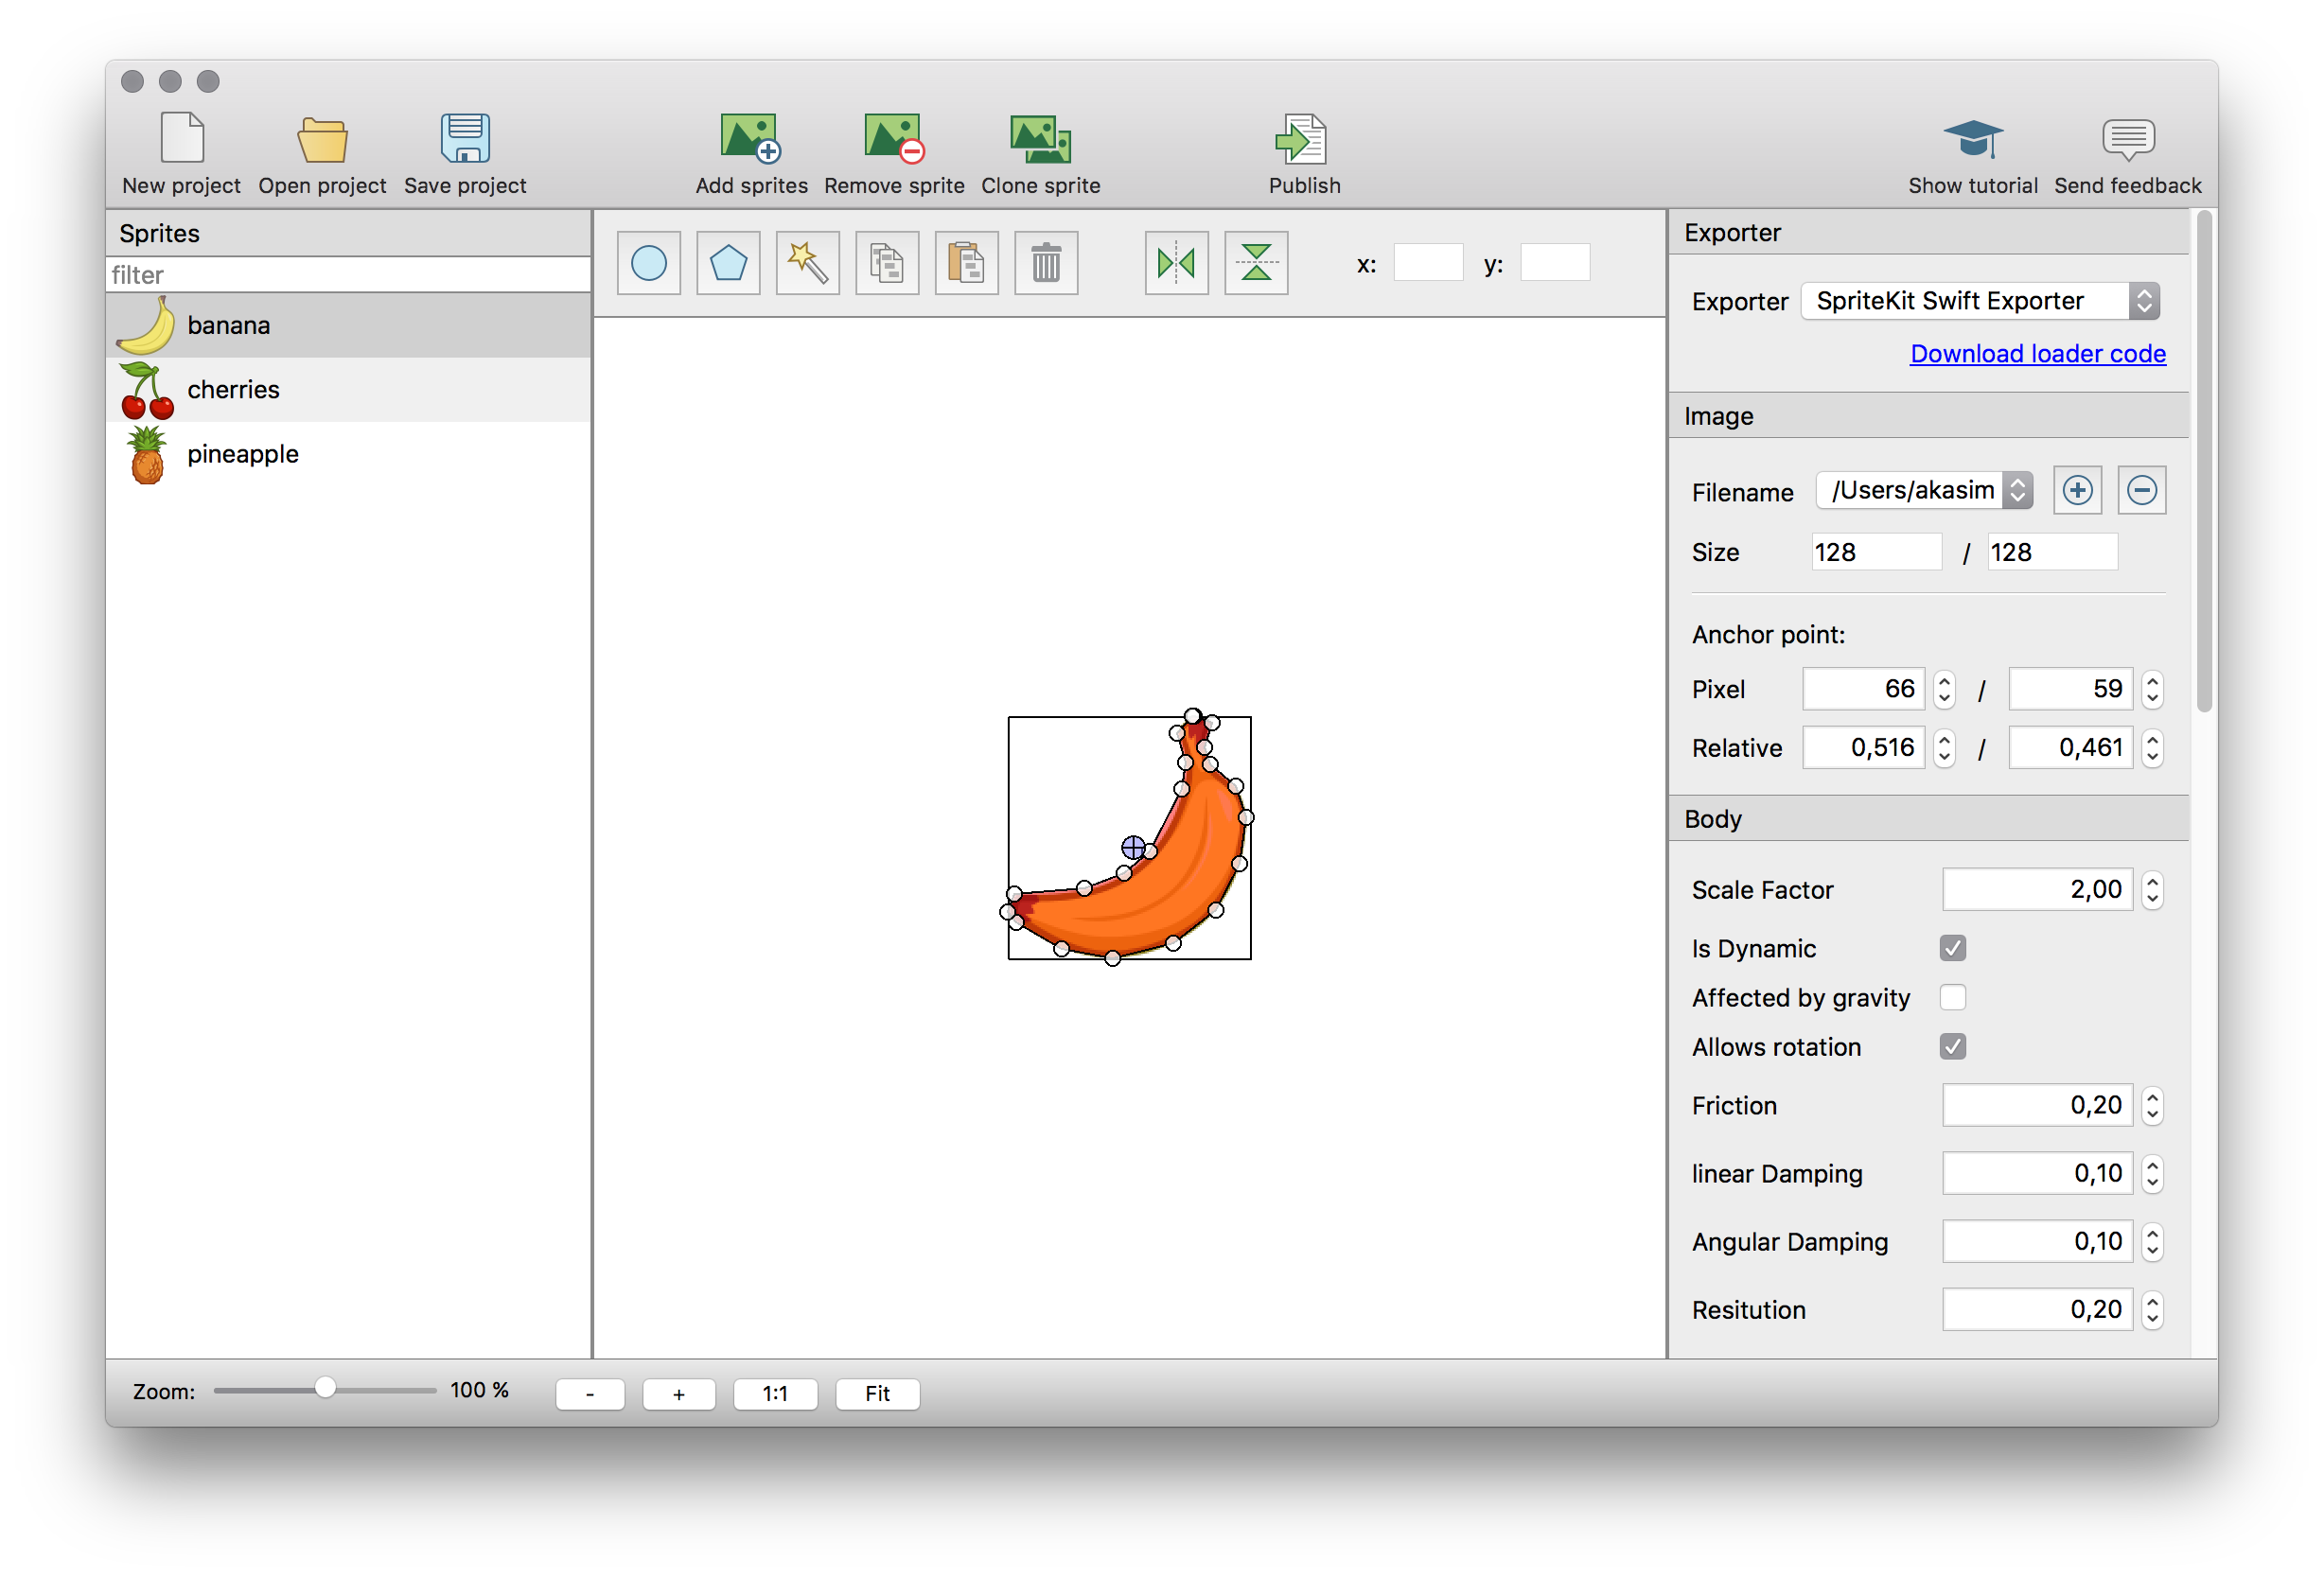 New project
Open project
Save project
Add sprites
Remove sprite
Clone sprite
Publish
Show tutorial
Send feedback
Sprites
filter
banana
cherries
pineapple
x:
y:
Exporter
Exporter
SpriteKit Swift Exporter
Download loader code
Image
Filename
/Users/akasim
Size
128 / 128
Anchor point:
Pixel 66 / 59
Relative 0,516 / 0,461
Body
Scale Factor 2,00
Is Dynamic
Affected by gravity
Allows rotation
Friction 0,20
linear Damping 0,10
Angular Damping 0,10
Resitution 0,20
Zoom: 100 % - + 1:1 Fit